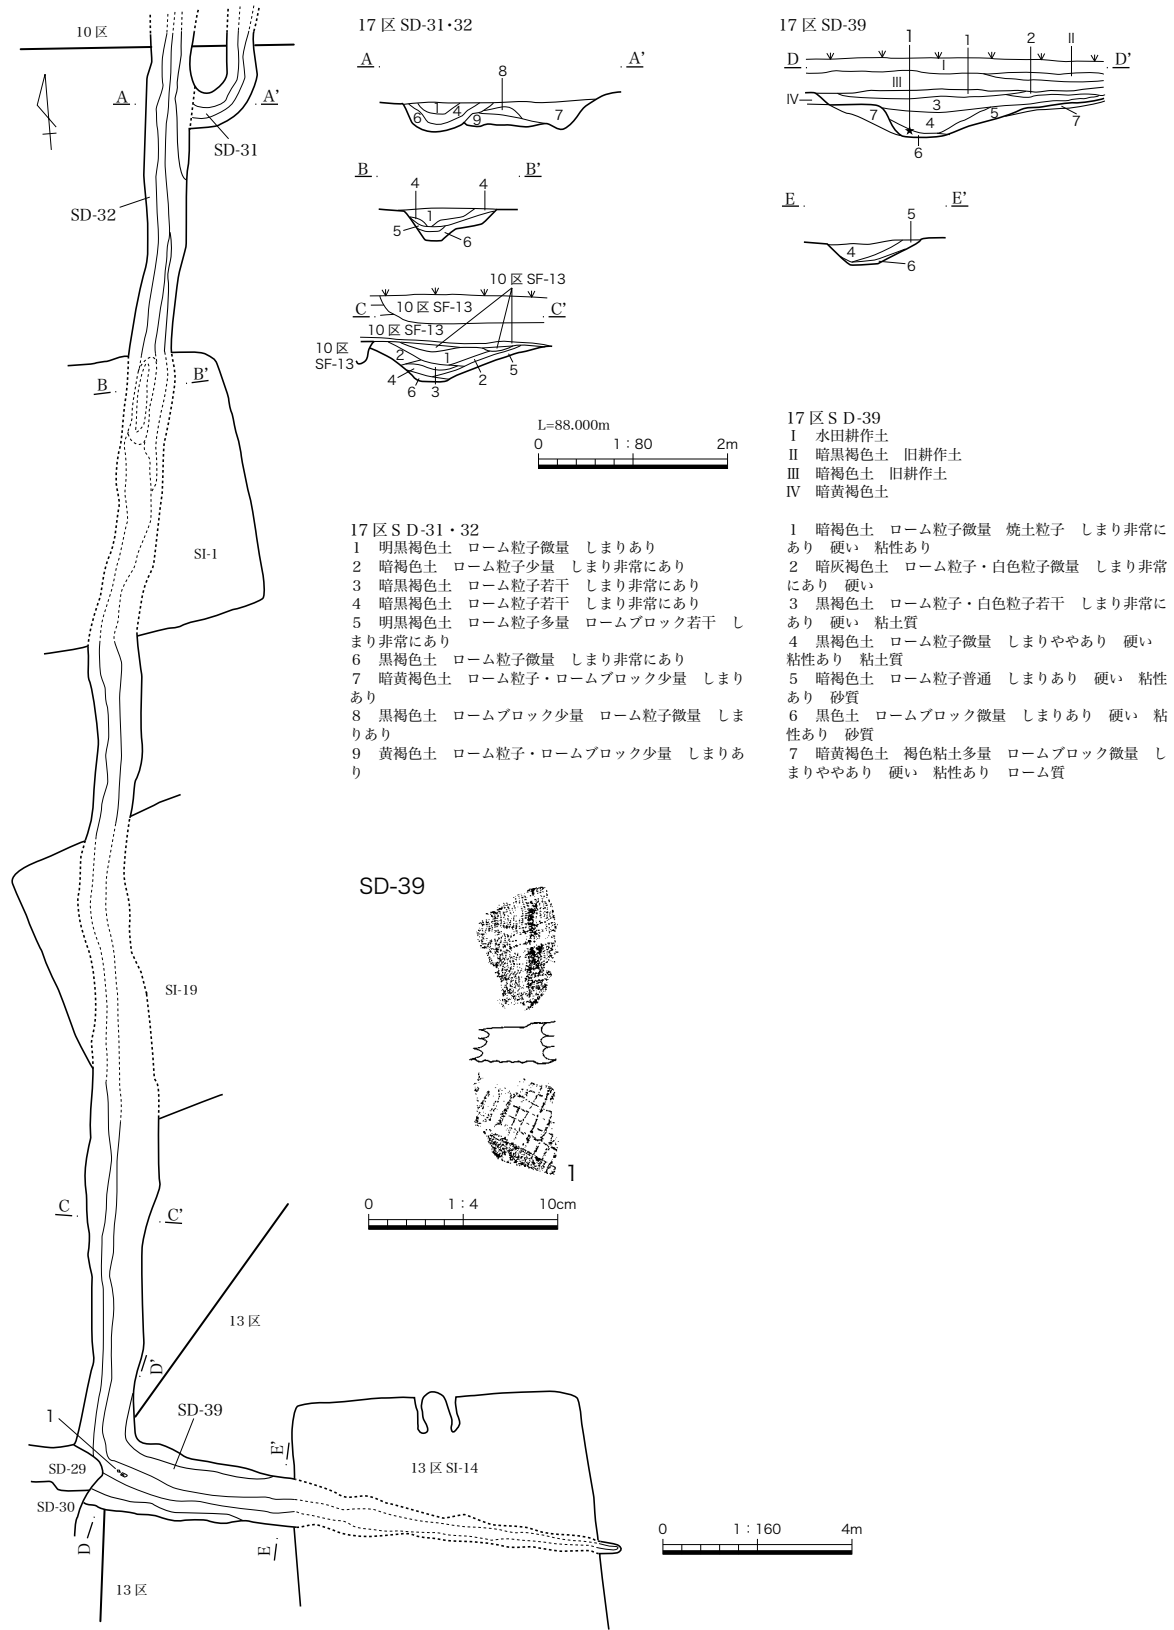 10 区
A
A'
SD-31
SD-32
B
B'
SI-1
SI-19
C
C'
13 区
D'
1
SD-39
E'
13 区 SI-14
SD-29
SD-30
D
E
13 区
0 1：160 4m
17 区 SD-31・32
A
A'
8
1
4
6
9
7
B
B'
4
4
1
5
6
10 区 SF-13
C
10 区 SF-13
C'
10 区 SF-13
10 区
SF-13
2
1
4
2
5
6
3
L=88.000m
0 1：80 2m
17 区 SD-39
D
D'
1
1
2
II
I
III
IV
3
7
4
5
7
6
E
E'
5
4
6
17 区 S D-31・32
1　明黒褐色土　ローム粒子微量　しまりあり
2　暗褐色土　ローム粒子少量　しまり非常にあり
3　暗黒褐色土　ローム粒子若干　しまり非常にあり
4　暗黒褐色土　ローム粒子若干　しまり非常にあり
5　明黒褐色土　ローム粒子多量　ロームブロック若干　し
まり非常にあり
6　黒褐色土　ローム粒子微量　しまり非常にあり
7　暗黄褐色土　ローム粒子・ロームブロック少量　しまり
あり
8　黒褐色土　ロームブロック少量　ローム粒子微量　しま
りあり
9　黄褐色土　ローム粒子・ロームブロック少量　しまりあ
り
17 区 S D-39
I　水田耕作土
II　暗黒褐色土　旧耕作土
III　暗褐色土　旧耕作土
IV　暗黄褐色土
1　暗褐色土　ローム粒子微量　焼土粒子　しまり非常に
あり　硬い　粘性あり
2　暗灰褐色土　ローム粒子・白色粒子微量　しまり非常
にあり　硬い
3　黒褐色土　ローム粒子・白色粒子若干　しまり非常に
あり　硬い　粘土質
4　黒褐色土　ローム粒子微量　しまりややあり　硬い
粘性あり　粘土質
5　暗褐色土　ローム粒子普通　しまりあり　硬い　粘性
あり　砂質
6　黒色土　ロームブロック微量　しまりあり　硬い　粘
性あり　砂質
7　暗黄褐色土　褐色粘土多量　ロームブロック微量　し
まりややあり　硬い　粘性あり　ローム質
SD-39
1
0 1：4 10cm